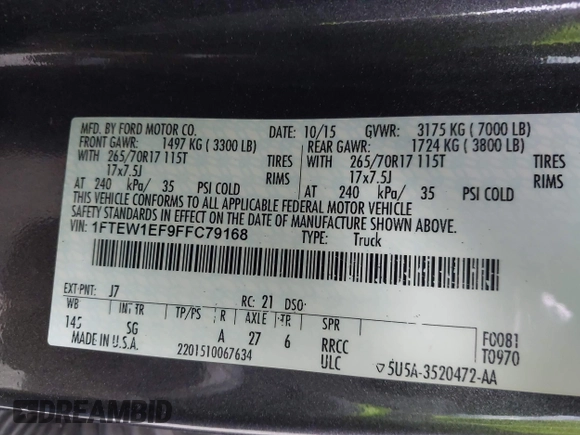 MFD. BY FORD MOTOR CO. DATE: 10/15 GVWR: 3175 KG ( 7000 LB)
FRONT GAWR: 1497 KG ( 3300 LB) REAR GAWR: 1724 KG ( 3800 LB)
WITH 265/70R17 115T TIRES WITH 265/70R17 115T TIRES
17x7.5J RIMS 17x7.5J RIMS
AT 240 kPa/ 35 PSI COLD AT 240 kPa/ 35 PSI COLD
THIS VEHICLE CONFORMS TO ALL APPLICABLE FEDERAL MOTOR VEHICLE
SAFETY STANDARDS IN EFFECT ON THE DATE OF MANUFACTURE SHOWN ABOVE.
VIN: 1FTEW1EF9FFC79168 TYPE: Truck
EXT PNT: J7 RC: 21 DSO:
WB INT TR TP/PS R AXLE TR SPR
145 SG A 27 6 RRCC F0081
MADE IN U.S.A. 2201510067634 ULC T0970
▽5U5A-3520472-AA
DREAMBID